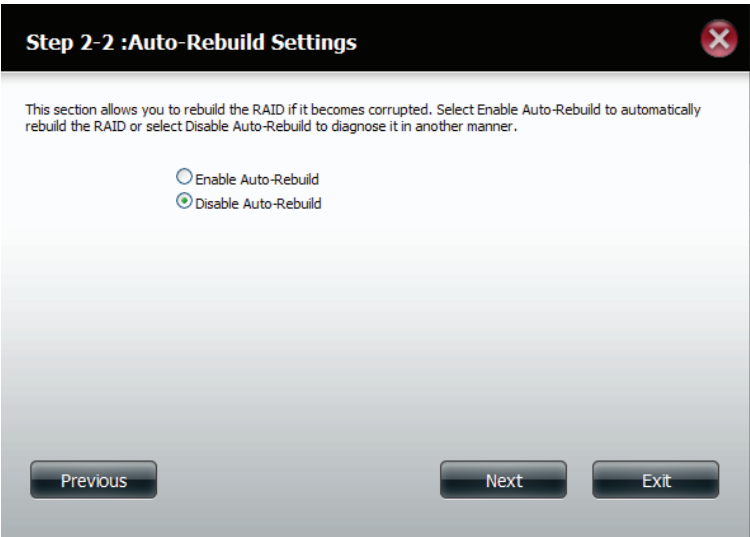 Step 2-2 :Auto-Rebuild Settings
This section allows you to rebuild the RAID if it becomes corrupted. Select Enable Auto-Rebuild to automatically
rebuild the RAID or select Disable Auto-Rebuild to diagnose it in another manner.
Enable Auto-Rebuild
Disable Auto-Rebuild
Previous
Next
Exit